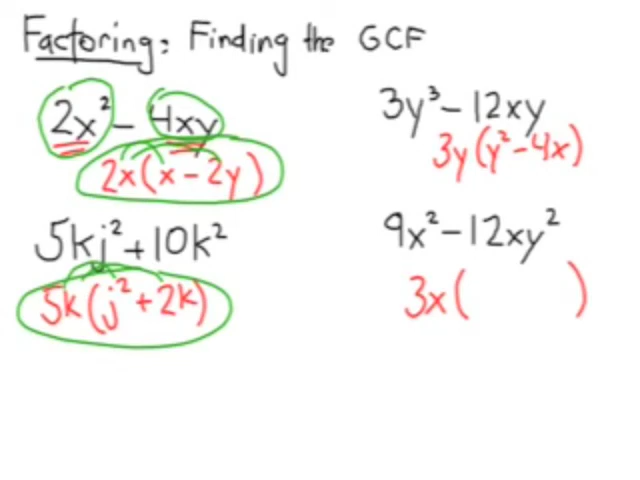 Factoring: Finding the GCF
2x² - 4xy
2x(x - 2y)
5kj² + 10k²
5k(j² + 2k)
3y³ - 12xy
3y(y² - 4x)
9x² - 12xy²
3x( )